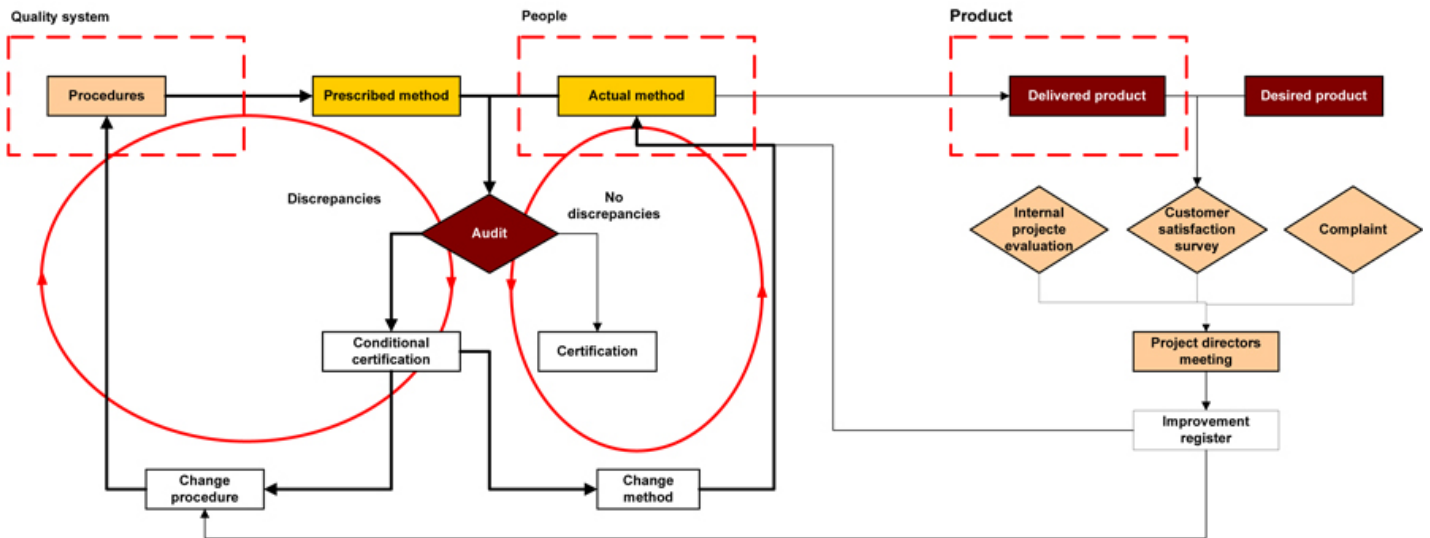 Quality system
People
Product
Procedures
Prescribed method
Actual method
Delivered product
Desired product
Discrepancies
No
discrepancies
Audit
Internal
projecte
evaluation
Customer
satisfaction
survey
Complaint
Conditional
certification
Certification
Project directors
meeting
Improvement
register
Change
procedure
Change
method